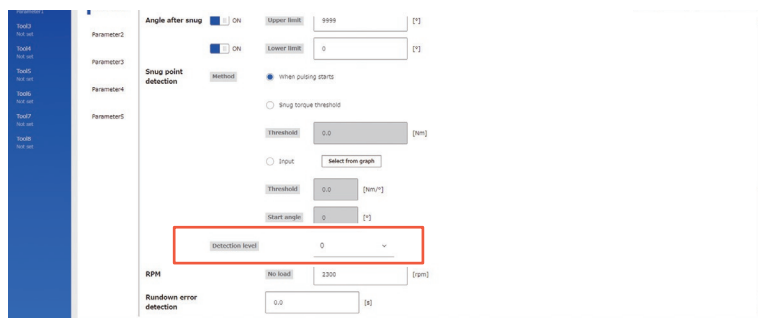 Parameter1
Tool3
Not set
Tool4
Not set
Tool5
Not set
Tool6
Not set
Tool7
Not set
Tool8
Not set
Parameter2
Parameter3
Parameter4
Parameter5
Angle after snug ON Upper limit 9999 [°]
ON Lower limit 0 [°]
Snug point detection Method When pulsing starts
Snug torque threshold
Threshold 0.0 [Nm]
Input Select from graph
Threshold 0.0 [Nm/°]
Start angle 0 [°]
Detection level 0
RPM No load 2300 [rpm]
Rundown error detection 0.0 [s]